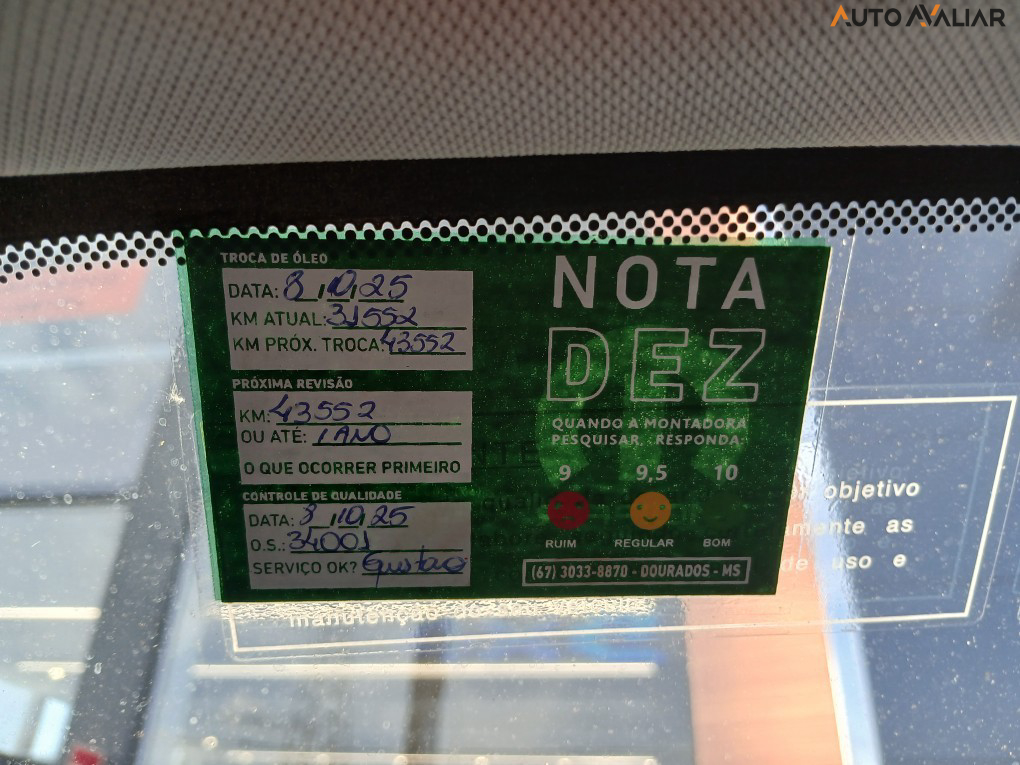 AUTO AVALIAR
TROCA DE ÓLEO
DATA: 8/10/25
KM ATUAL: 31552
KM PRÓX. TROCA: 43552
PRÓXIMA REVISÃO
KM: 43552
OU ATÉ: 1 ANO
O QUE OCORRER PRIMEIRO
CONTROLE DE QUALIDADE
DATA: 8/10/25
O.S.: 34001
SERVIÇO OK? Gustavo
NOTA
DEZ
QUANDO A MONTADORA
PESQUISAR, RESPONDA:
9 9,5 10
RUIM REGULAR BOM
(67) 3033-8870 - DOURADOS - MS
objetivo
as
de uso e
manutenção